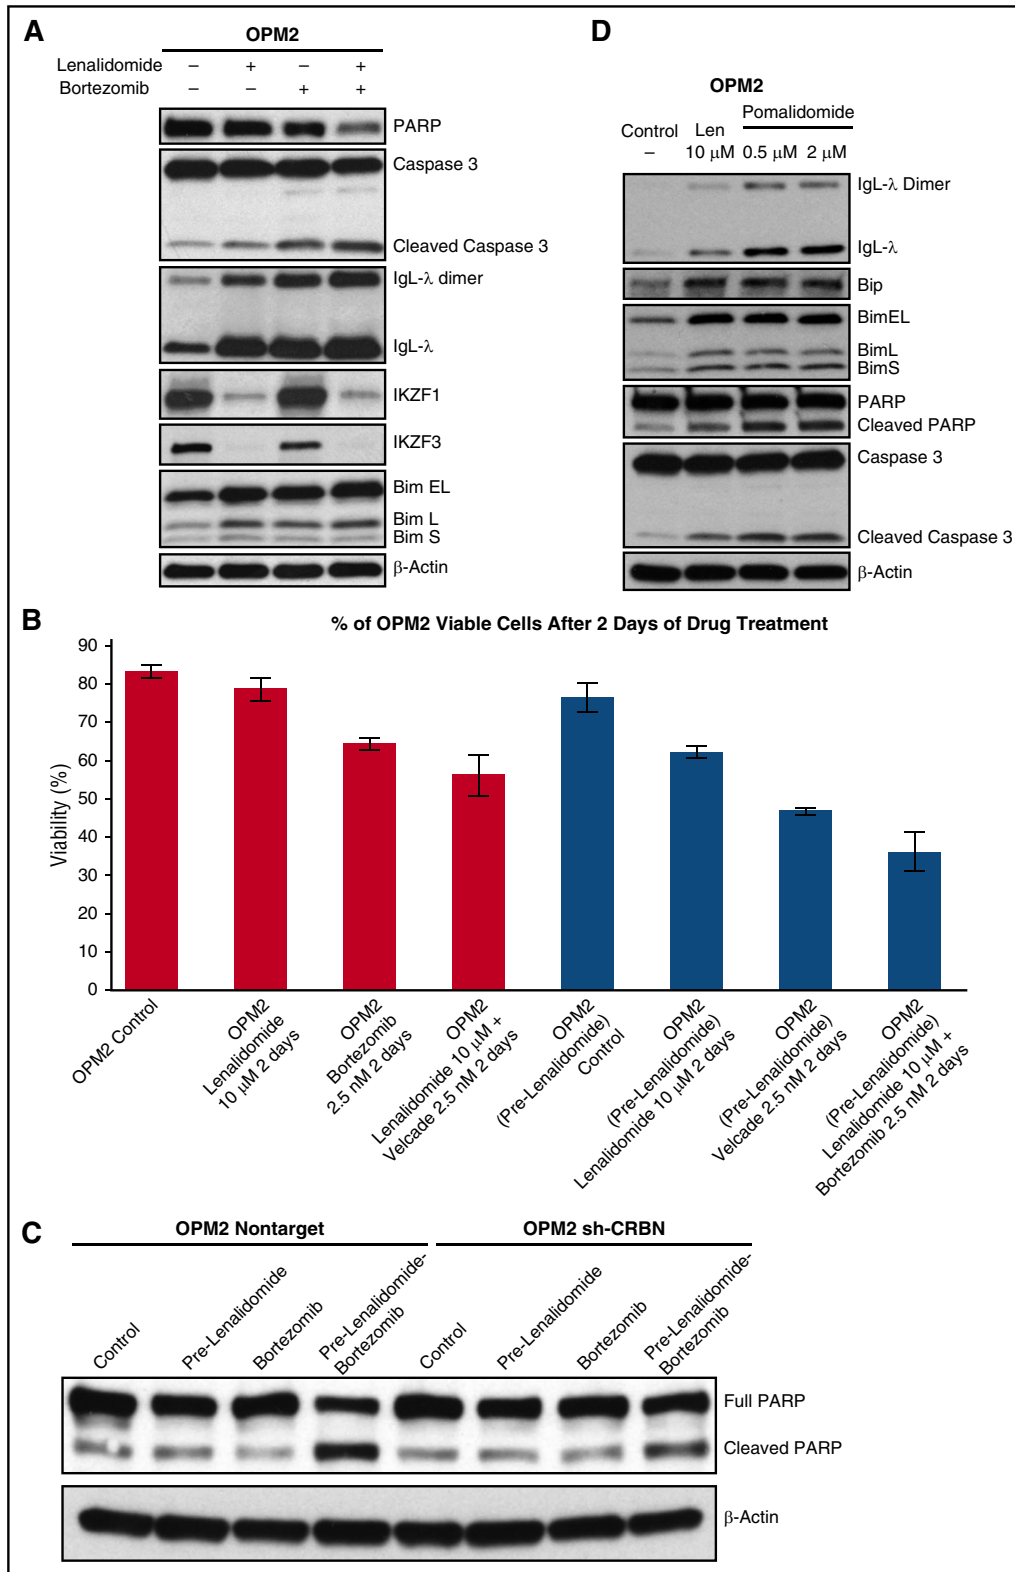 A
OPM2
Lenalidomide – + – +
Bortezomib – – + +
PARP
Caspase 3
Cleaved Caspase 3
IgL-λ dimer
IgL-λ
IKZF1
IKZF3
Bim EL
Bim L
Bim S
β-Actin
D
OPM2
Pomalidomide
Control Len
– 10 μM 0.5 μM 2 μM
IgL-λ Dimer
IgL-λ
Bip
BimEL
BimL
BimS
PARP
Cleaved PARP
Caspase 3
Cleaved Caspase 3
β-Actin
B
% of OPM2 Viable Cells After 2 Days of Drug Treatment
Viability (%)
90
80
70
60
50
40
30
20
10
0
OPM2 Control
OPM2
Lenalidomide
10 μM 2 days
OPM2
Bortezomib
2.5 nM 2 days
OPM2
Lenalidomide 10 μM +
Velcade 2.5 nM 2 days
OPM2
(Pre-Lenalidomide)
Control
OPM2
(Pre-Lenalidomide)
Lenalidomide 10 μM 2 days
OPM2
(Pre-Lenalidomide)
Velcade 2.5 nM 2 days
OPM2
(Pre-Lenalidomide)
Lenalidomide 10 μM +
Bortezomib 2.5 nM 2 days
C
OPM2 Nontarget
OPM2 sh-CRBN
Control
Pre-Lenalidomide
Bortezomib
Pre-Lenalidomide-
Bortezomib
Control
Pre-Lenalidomide
Bortezomib
Pre-Lenalidomide-
Bortezomib
Full PARP
Cleaved PARP
β-Actin